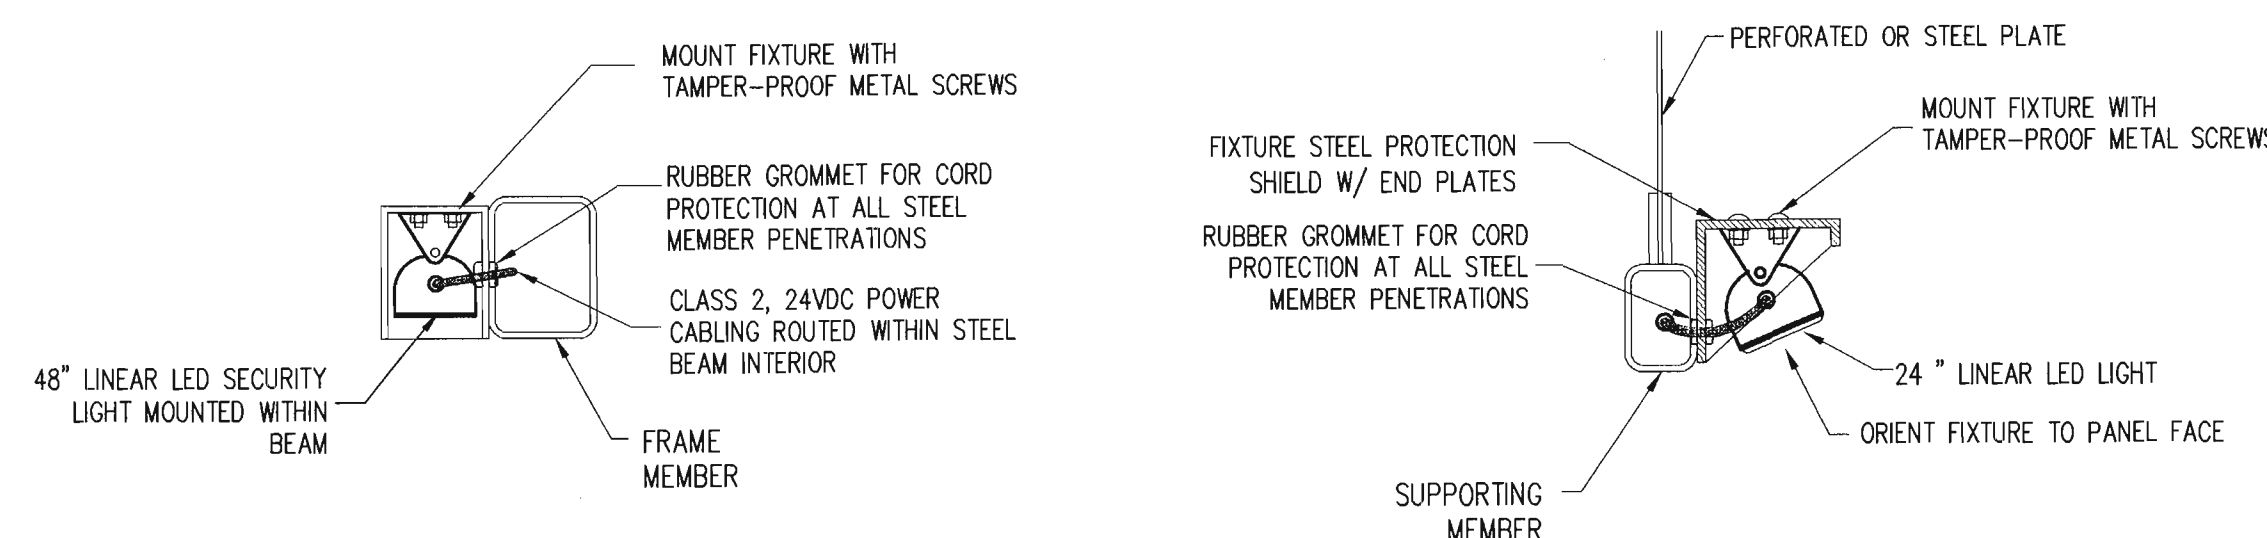 MOUNT FIXTURE WITH
TAMPER-PROOF METAL SCREWS
RUBBER GROMMET FOR CORD
PROTECTION AT ALL STEEL
MEMBER PENETRATIONS
CLASS 2, 24VDC POWER
CABLING ROUTED WITHIN STEEL
BEAM INTERIOR
48" LINEAR LED SECURITY
LIGHT MOUNTED WITHIN
BEAM
FRAME
MEMBER
PERFORATED OR STEEL PLATE
MOUNT FIXTURE WITH
TAMPER-PROOF METAL SCREWS
FIXTURE STEEL PROTECTION
SHIELD W/ END PLATES
RUBBER GROMMET FOR CORD
PROTECTION AT ALL STEEL
MEMBER PENETRATIONS
24 " LINEAR LED LIGHT
ORIENT FIXTURE TO PANEL FACE
SUPPORTING
MEMBER